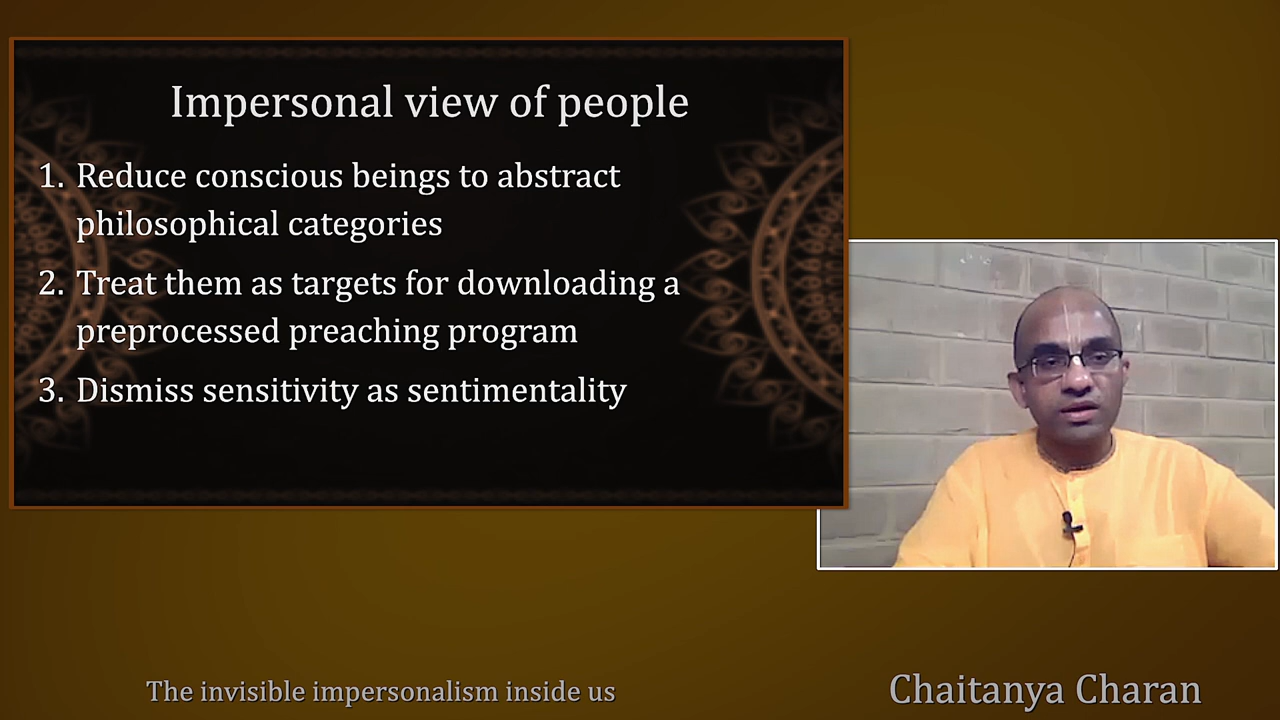 Impersonal view of people
1. Reduce conscious beings to abstract
philosophical categories
2. Treat them as targets for downloading a
preprocessed preaching program
3. Dismiss sensitivity as sentimentality
The invisible impersonalism inside us
Chaitanya Charan